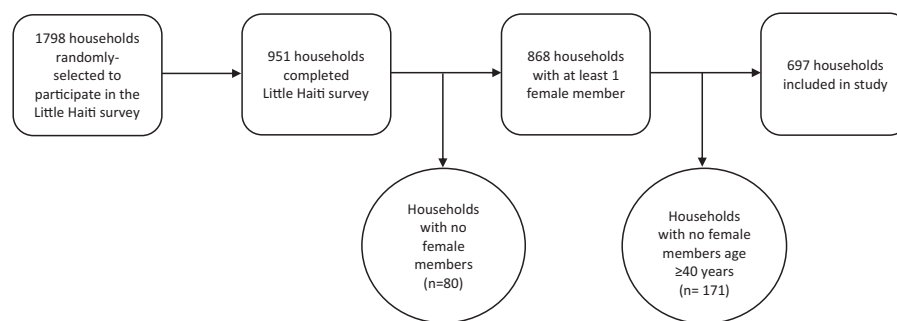 1798 households
randomly-
selected to
participate in the
Little Haiti survey
951 households
completed
Little Haiti survey
868 households
with at least 1
female member
697 households
included in study
Households
with no
female
members
(n=80)
Households
with no female
members age
≥40 years
(n= 171)